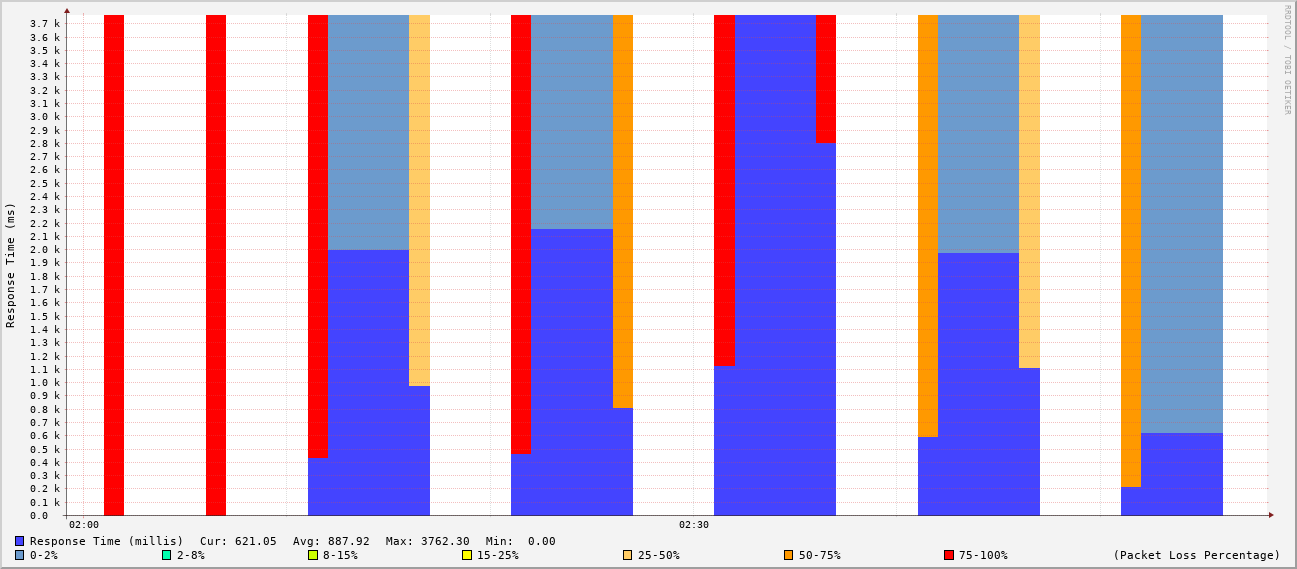 RRDTOOL / TOBI OETIKER
Response Time (ms)
3.7 k
3.6 k
3.5 k
3.4 k
3.3 k
3.2 k
3.1 k
3.0 k
2.9 k
2.8 k
2.7 k
2.6 k
2.5 k
2.4 k
2.3 k
2.2 k
2.1 k
2.0 k
1.9 k
1.8 k
1.7 k
1.6 k
1.5 k
1.4 k
1.3 k
1.2 k
1.1 k
1.0 k
0.9 k
0.8 k
0.7 k
0.6 k
0.5 k
0.4 k
0.3 k
0.2 k
0.1 k
0.0
02:00 02:30
Response Time (millis) Cur: 621.05 Avg: 887.92 Max: 3762.30 Min: 0.00
0-2% 2-8% 8-15% 15-25% 25-50% 50-75% 75-100% (Packet Loss Percentage)